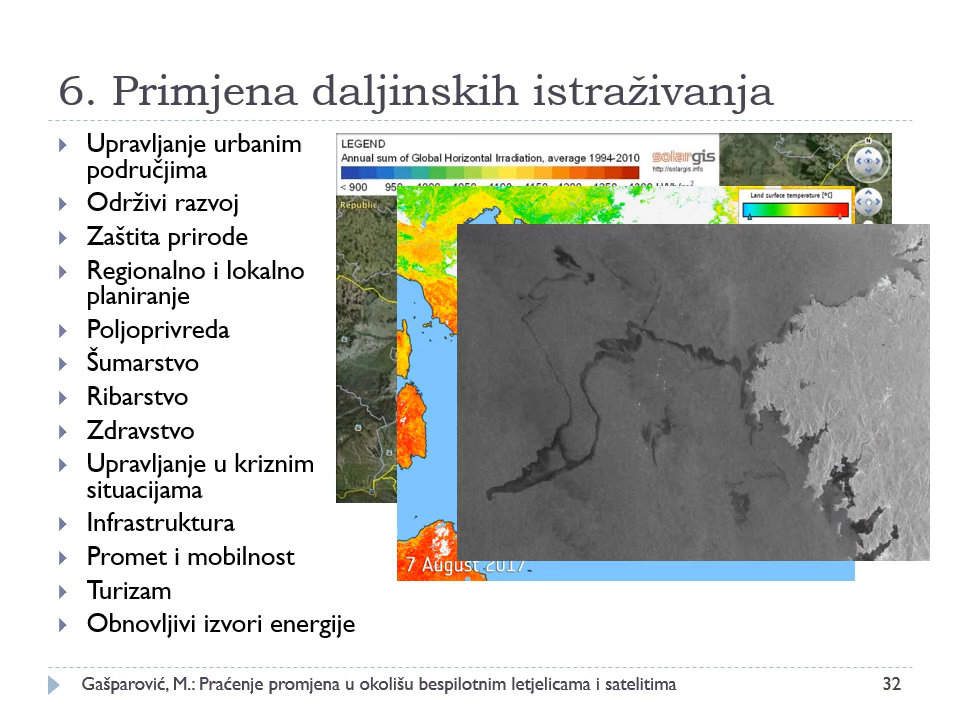 6. Primjena daljinskih istraživanja
Upravljanje urbanim
područjima
Održivi razvoj
Zaštita prirode
Regionalno i lokalno
planiranje
Poljoprivreda
Šumarstvo
Ribarstvo
Zdravstvo
Upravljanje u kriznim
situacijama
Infrastruktura
Promet i mobilnost
Turizam
Obnovljivi izvori energije
LEGEND
Annual sum of Global Horizontal Irradiation, average 1994-2010
solargis
http://solargis.info
< 900
Republic
N
Land surface temperature [ºC]
7 August 2017
Gašparović, M.: Praćenje promjena u okolišu bespilotnim letjelicama i satelitima
32